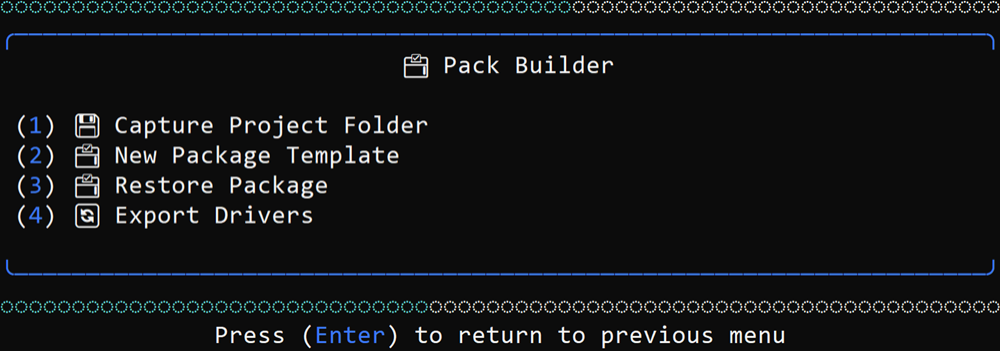 Pack Builder
(1) Capture Project Folder
(2) New Package Template
(3) Restore Package
(4) Export Drivers
Press (Enter) to return to previous menu